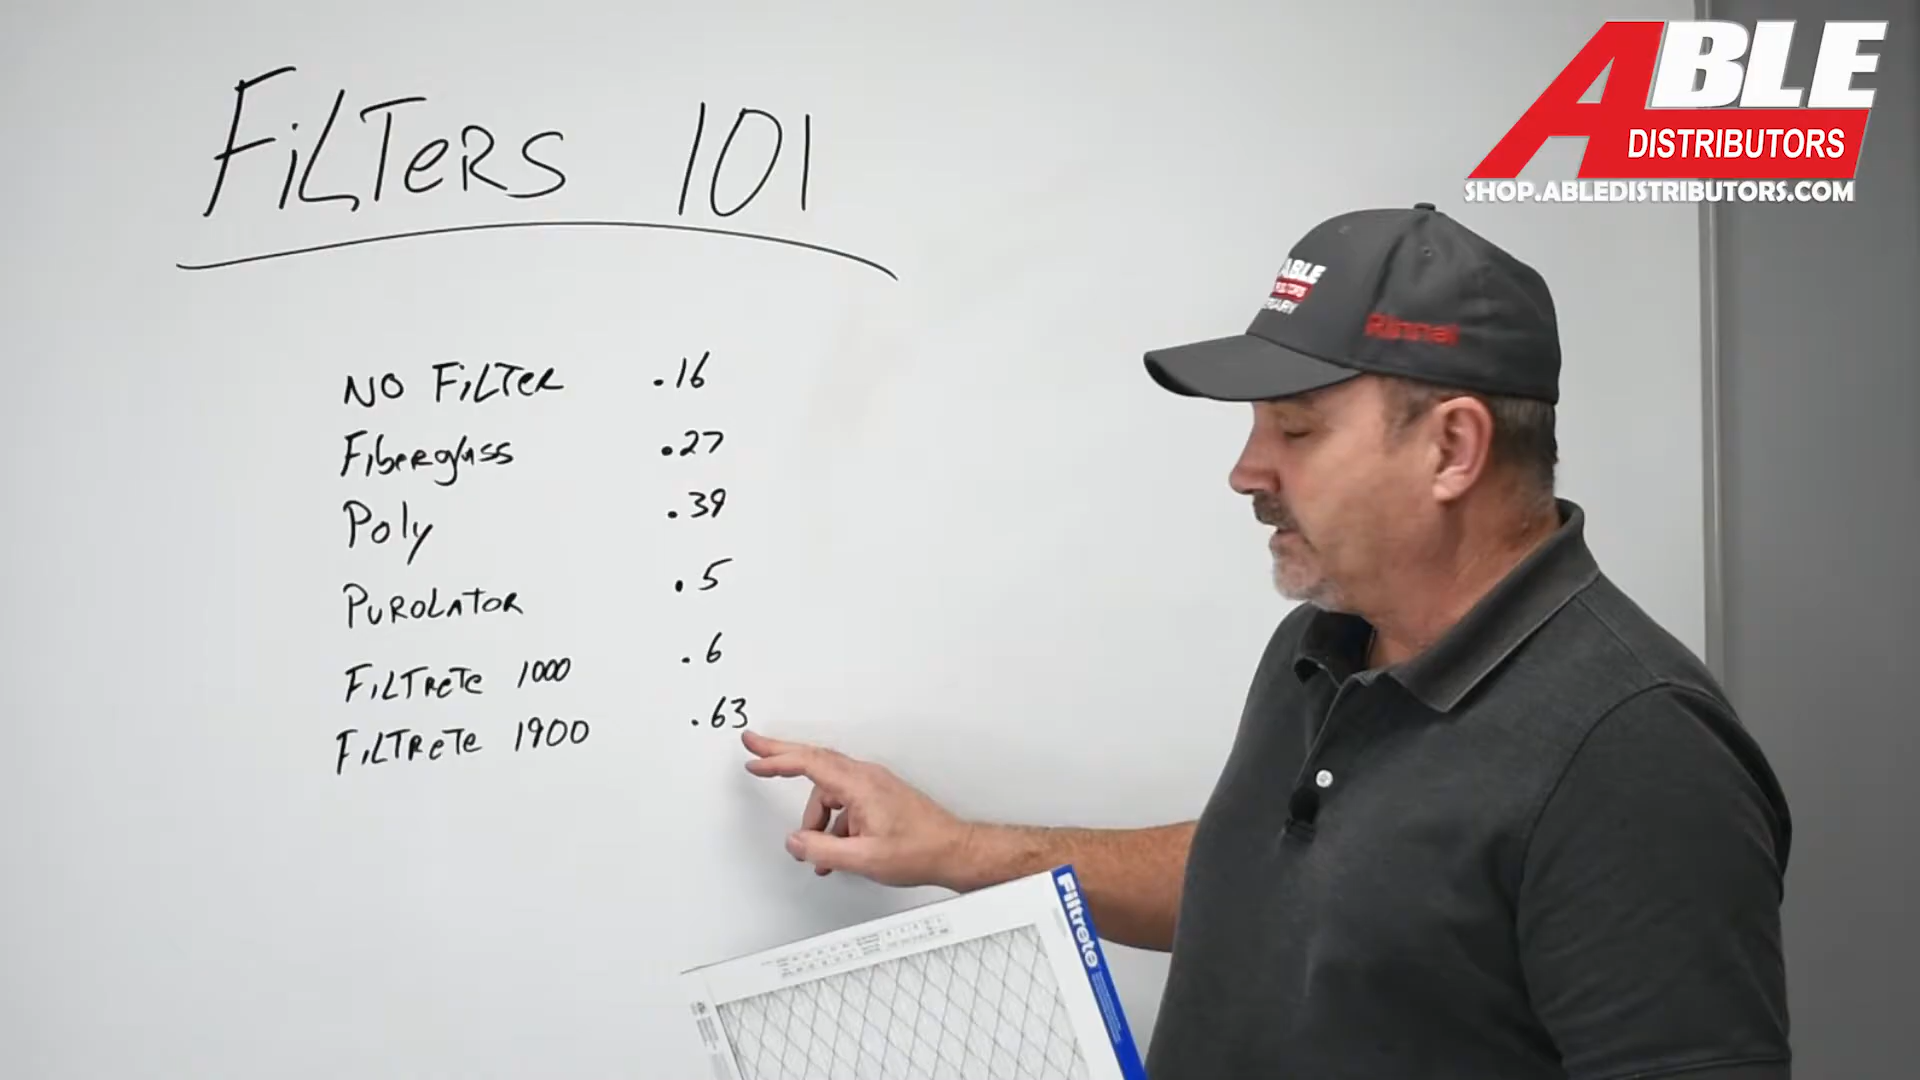 FiLTeRS 101
NO FiLTeR .16
Fiberglass .27
Poly .39
PUROLATOR .5
FiLTReTe 1000 .6
FiLTReTe 1900 .63
ABLE
DISTRIBUTORS
SHOP.ABLEDISTRIBUTORS.COM
ABLE
Rinnai
Filtrete